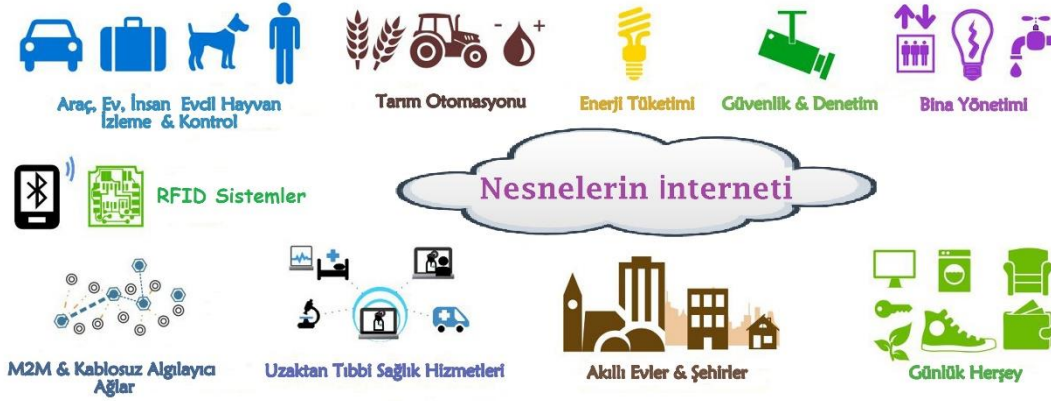 Araç, Ev, İnsan Evcil Hayvan
İzleme & Kontrol
Tarım Otomasyonu
Enerji Tüketimi
Güvenlik & Denetim
Bina Yönetimi
RFID Sistemler
Nesnelerin İnterneti
M2M & Kablosuz Algılayıcı
Ağlar
Uzaktan Tıbbi Sağlık Hizmetleri
Akıllı Evler & Şehirler
Günlük Herşey